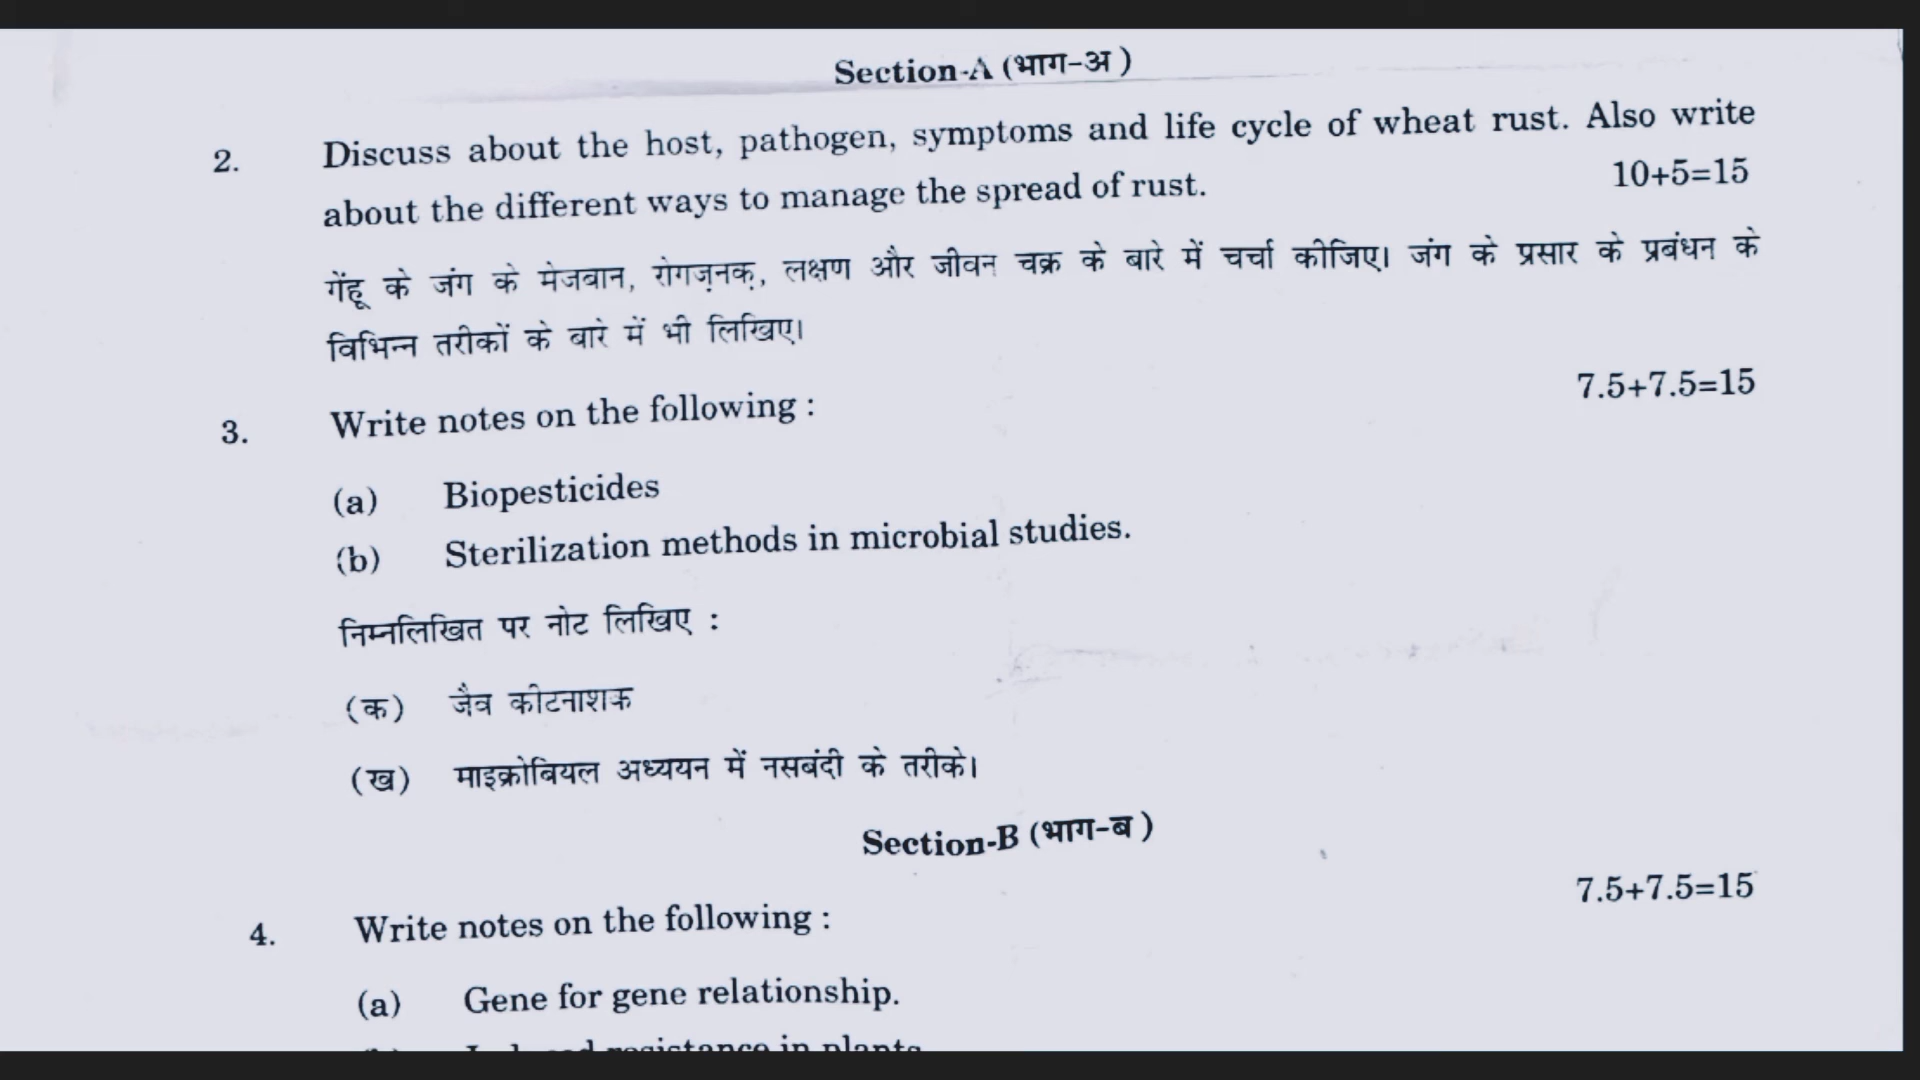 Section-A (भाग-अ )
2. Discuss about the host, pathogen, symptoms and life cycle of wheat rust. Also write
about the different ways to manage the spread of rust. 10+5=15
गेंहू के जंग के मेजबान, रोगज़नक़, लक्षण और जीवन चक्र के बारे में चर्चा कीजिए। जंग के प्रसार के प्रबंधन के
विभिन्न तरीकों के बारे में भी लिखिए।
3. Write notes on the following : 7.5+7.5=15
(a) Biopesticides
(b) Sterilization methods in microbial studies.
निम्नलिखित पर नोट लिखिए :
(क) जैव कीटनाशक
(ख) माइक्रोबियल अध्ययन में नसबंदी के तरीके।
Section-B (भाग-ब )
4. Write notes on the following : 7.5+7.5=15
(a) Gene for gene relationship.
resistance in plants